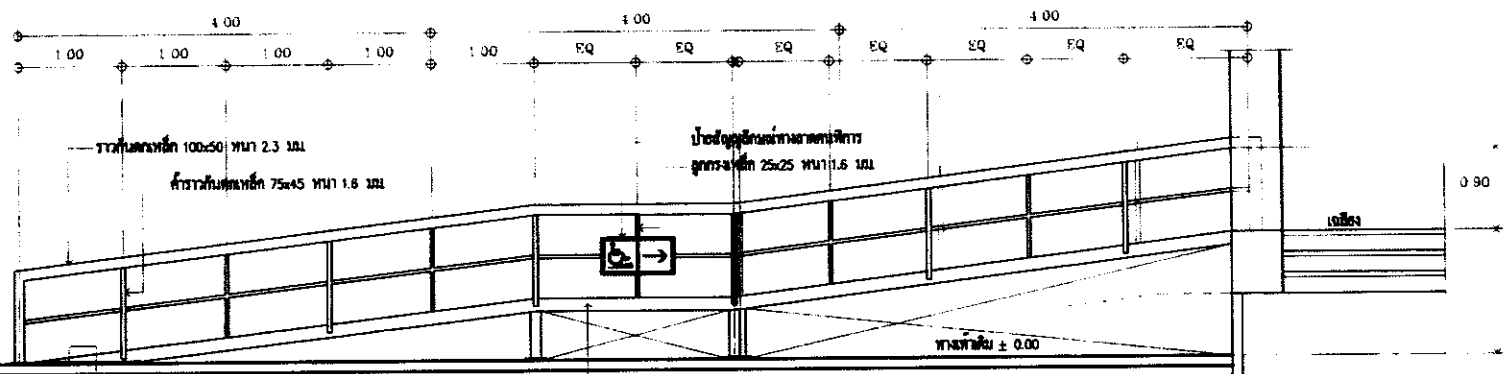 4.00 4.00 4.00
1.00 1.00 1.00 1.00 1.00 EQ EQ EQ EQ EQ EQ EQ
ราวกันตกเหล็ก 100x50 หนา 2.3 มม.
ค้ำราวกันตกเหล็ก 75x45 หนา 1.6 มม.
ป้ายสัญญลักษณ์ทางลาดคนพิการ
ลูกกรงเหล็ก 25x25 หนา 1.6 มม.
0.90
เฉลียง
ทางเท้าเดิม ± 0.00